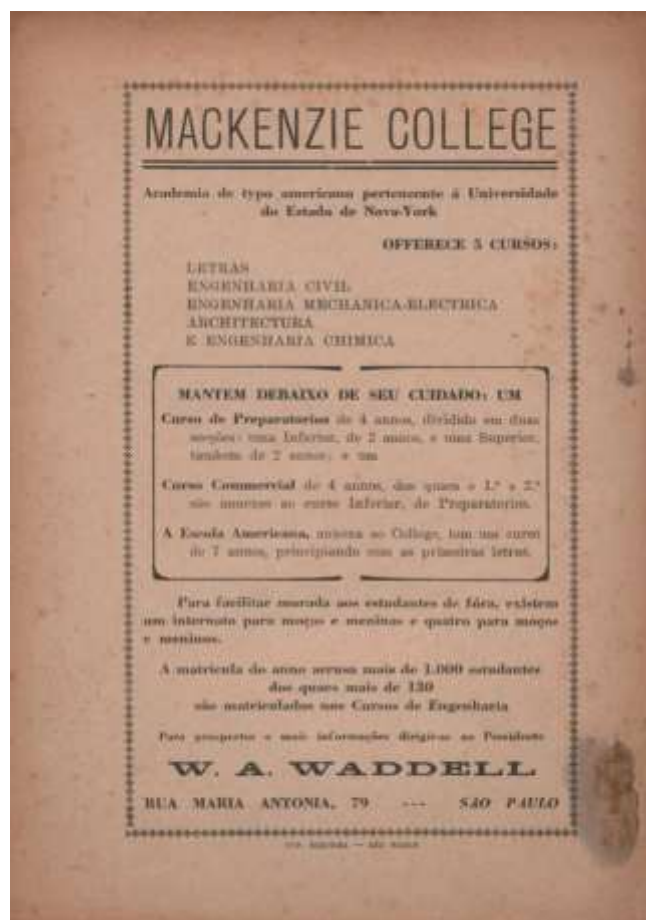 MACKENZIE COLLEGE
Academia de typo americano pertencente á Universidade
do Estado de Nova-York
OFFERECE 5 CURSOS:
LETRAS
ENGENHARIA CIVIL
ENGENHARIA MECHANICA-ELECTRICA
ARCHITECTURA
E ENGENHARIA CHIMICA
MANTEM DEBAIXO DE SEU CUIDADO: UM
Curso de Preparatorios de 4 annos, dividido em duas
secções: uma Inferior, de 2 annos, e uma Superior,
tambem de 2 annos; e um
Curso Commercial de 4 annos, dos quaes o 1.º e 2.º
são annexos ao curso Inferior, de Preparatorios.
A Escola Americana, annexa ao College, tem um curso
de 7 annos, principiando com as primeiras letras.
Para facilitar morada aos estudantes de fóra, existem
um internato para moças e meninas e quatro para moços
e meninos.
A matricula do anno accusa mais de 1.000 estudantes
dos quaes mais de 130
são matriculados nos Cursos de Engenharia
Para prospectos e mais informações dirigir-se ao Presidente
W. A. WADDELL
RUA MARIA ANTONIA, 79 --- SÃO PAULO
SÃO PAULO